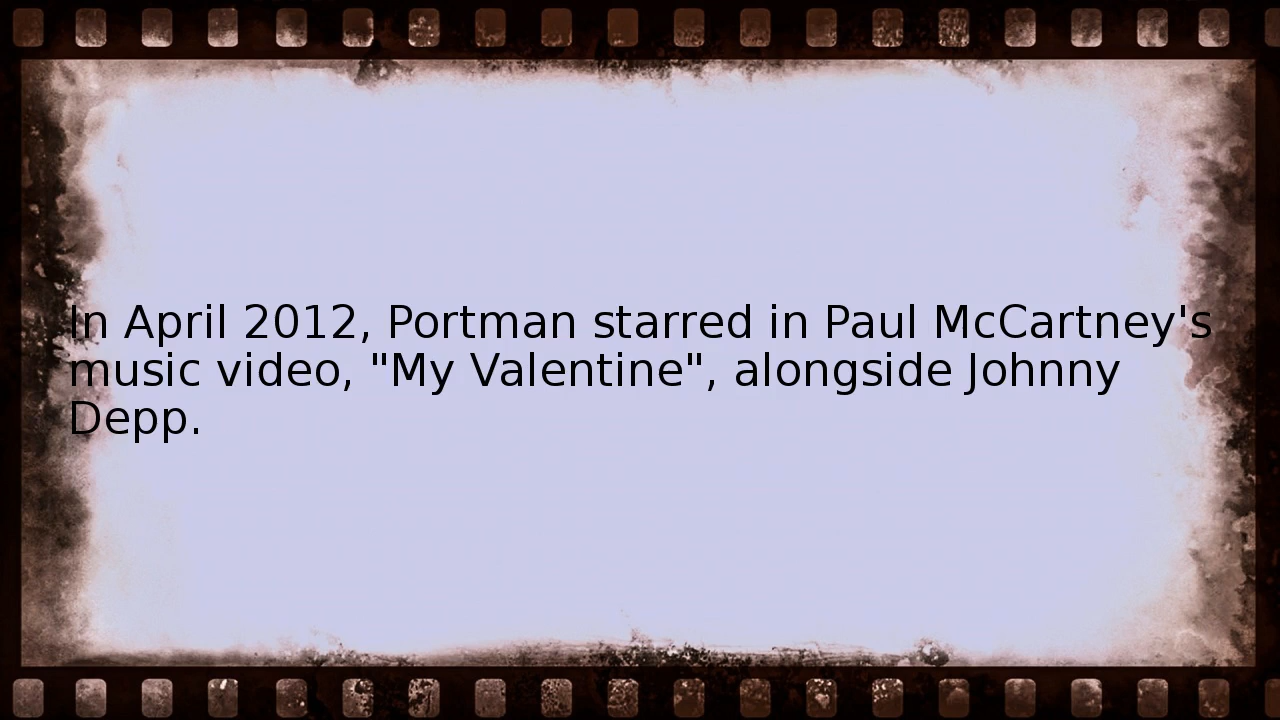 In April 2012, Portman starred in Paul McCartney's
music video, "My Valentine", alongside Johnny
Depp.